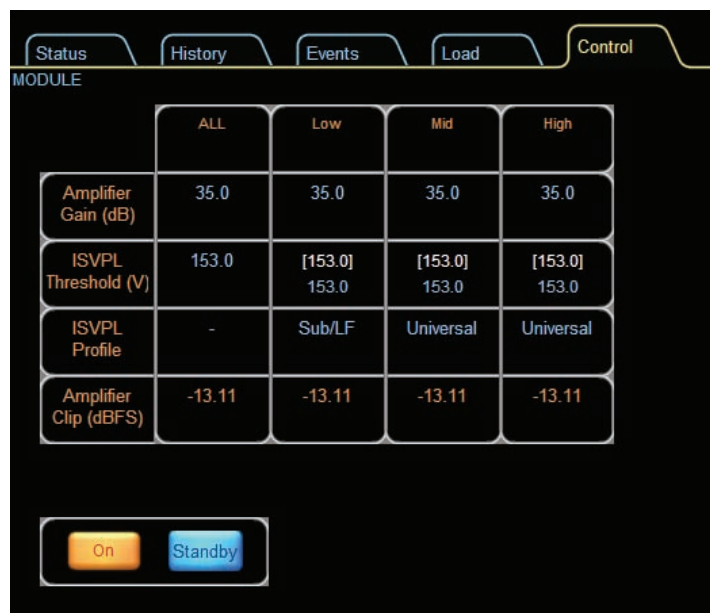 Status History Events Load Control
MODULE
ALL Low Mid High
Amplifier
Gain (dB) 35.0 35.0 35.0 35.0
ISVPL
Threshold (V) 153.0 [153.0] [153.0] [153.0]
153.0 153.0 153.0
ISVPL
Profile - Sub/LF Universal Universal
Amplifier
Clip (dBFS) -13.11 -13.11 -13.11 -13.11
On Standby